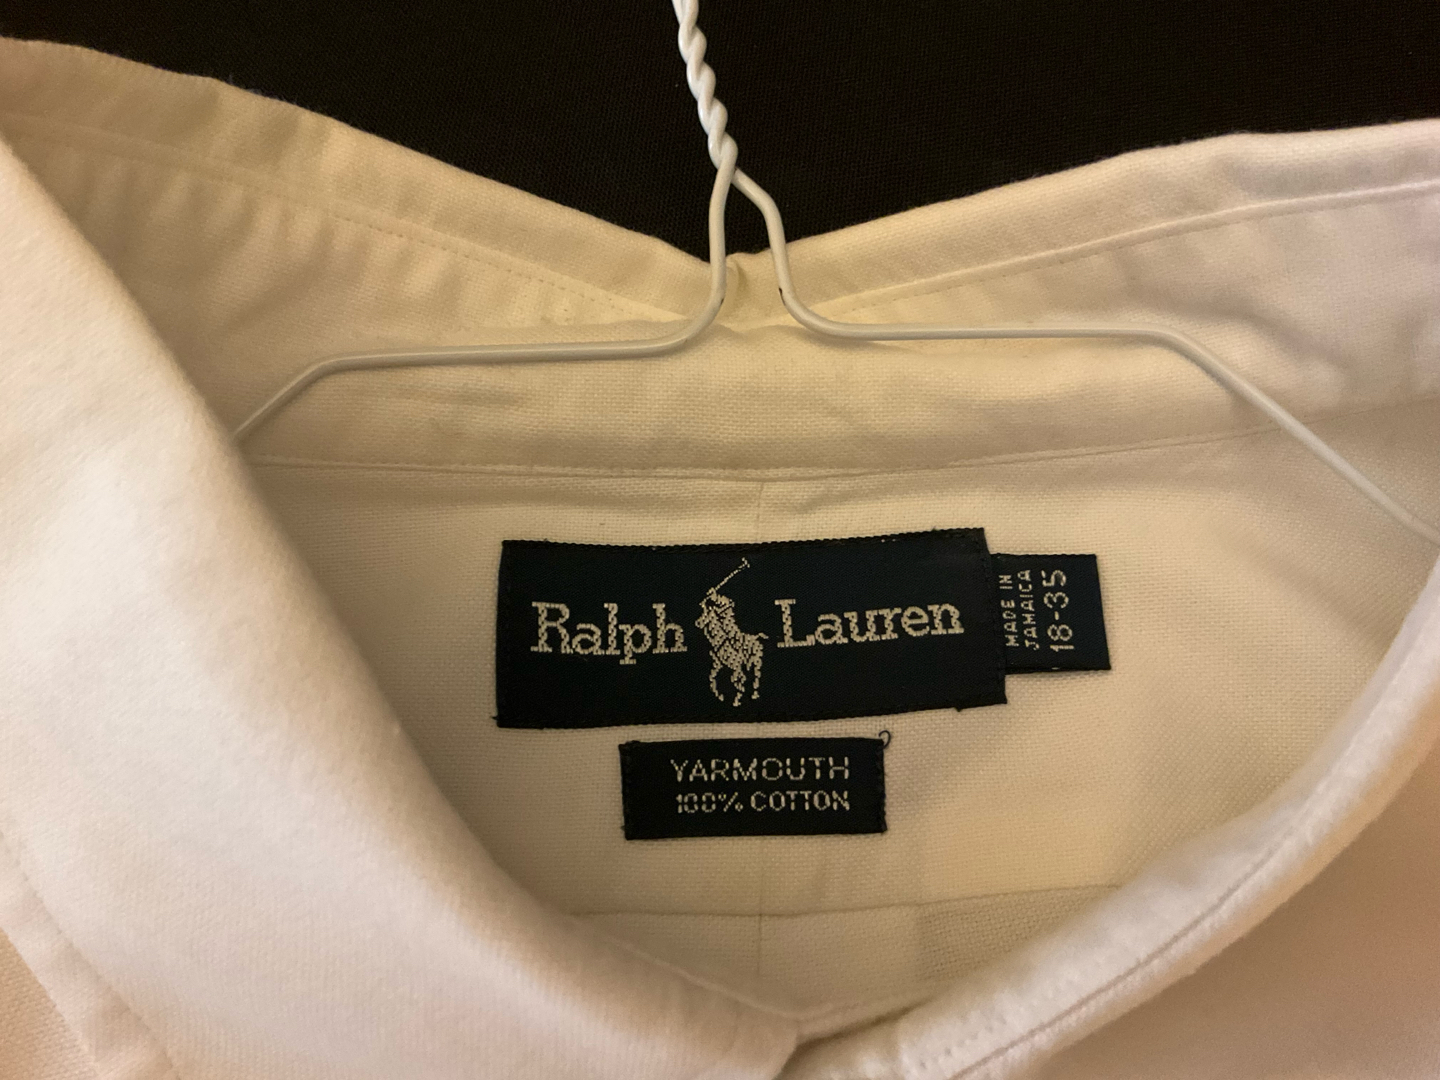 Ralph Lauren
MADE IN
JAMAICA
18-35
YARMOUTH
100% COTTON